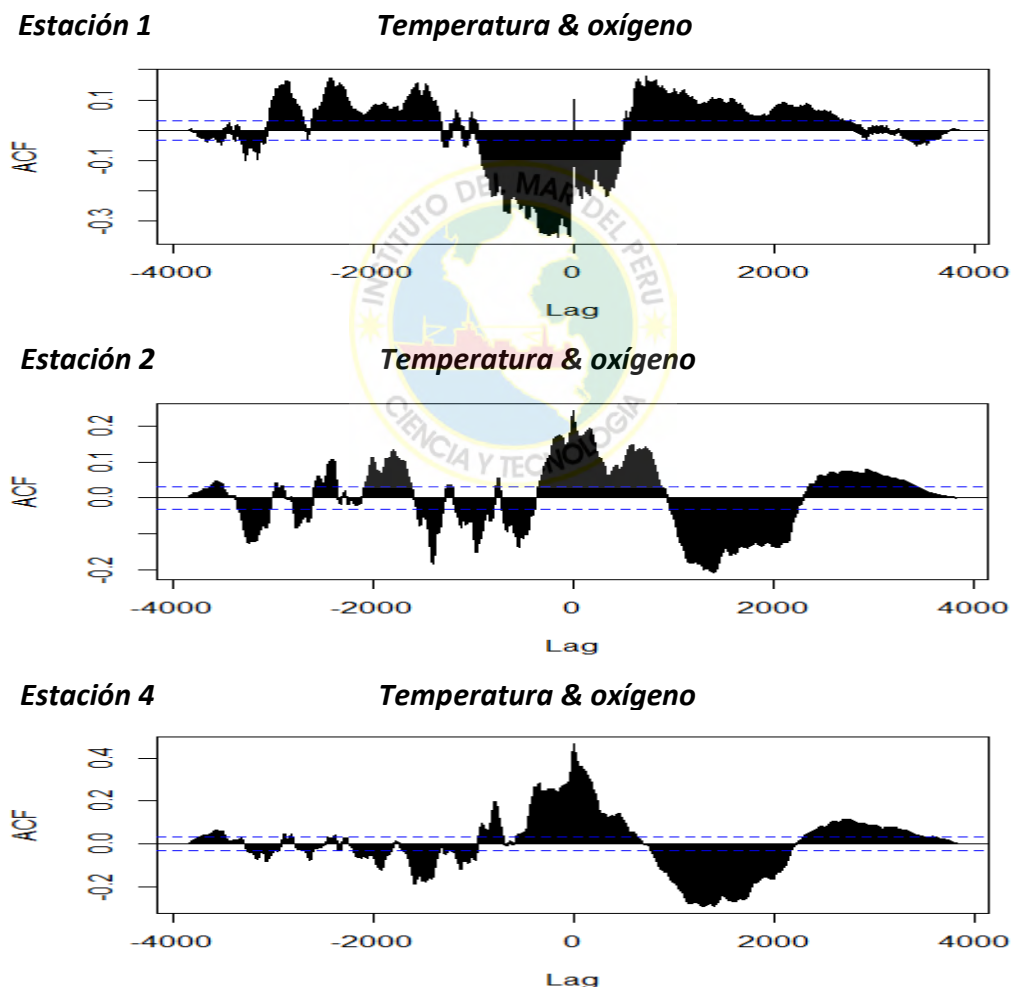 Estación 1 Temperatura & oxígeno
ACF
0.1
-0.1
-0.3
-4000 -2000 0 2000 4000
Lag
INSTITUTO DEL MAR DEL PERU
CIENCIA Y TECNOLOGIA
Estación 2 Temperatura & oxígeno
ACF
0.2
0.1
0.0
-0.2
-4000 -2000 0 2000 4000
Lag
Estación 4 Temperatura & oxígeno
ACF
0.4
0.2
0.0
-0.2
-4000 -2000 0 2000 4000
Lag